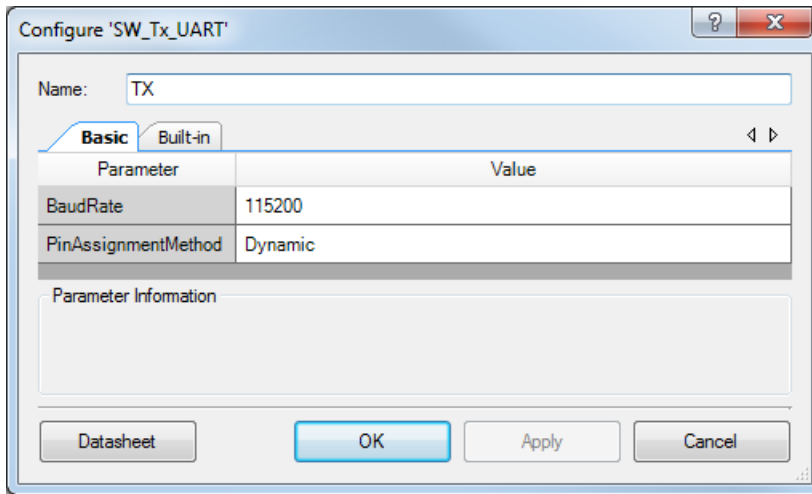 Configure 'SW_Tx_UART'
Name: TX
Basic Built-in
Parameter Value
BaudRate 115200
PinAssignmentMethod Dynamic
Parameter Information
Datasheet OK Apply Cancel